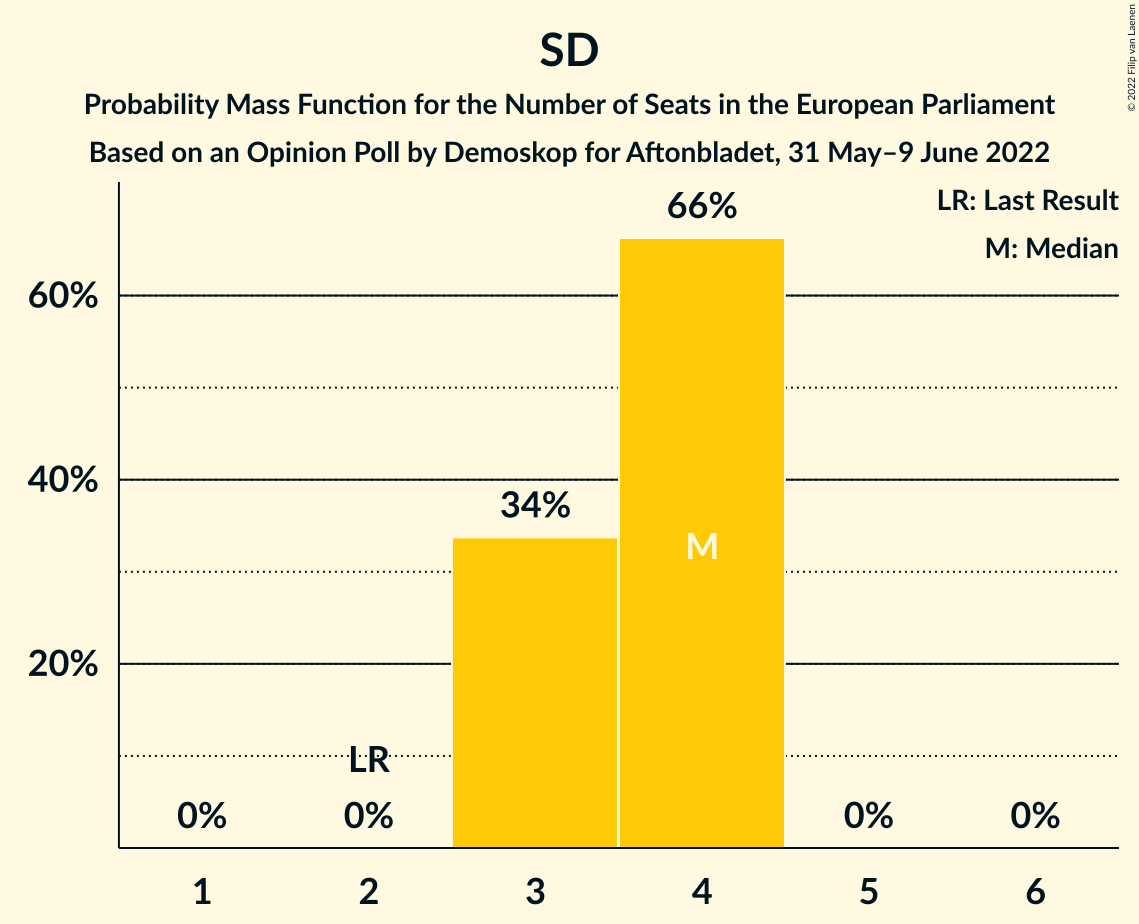 SD
Probability Mass Function for the Number of Seats in the European Parliament
Based on an Opinion Poll by Demoskop for Aftonbladet, 31 May–9 June 2022
© 2022 Filip van Laenen
LR: Last Result
M: Median
66%
60%
40%
34%
M
20%
LR
0%
0%
0%
0%
1
2
3
4
5
6